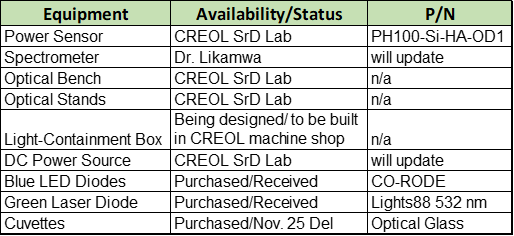 Equipment Availability/Status P/N
Power Sensor CREOL SrD Lab PH100-Si-HA-OD1
Spectrometer Dr. Likamwa will update
Optical Bench CREOL SrD Lab n/a
Optical Stands CREOL SrD Lab n/a
Being designed/ to be built
Light-Containment Box in CREOL machine shop n/a
DC Power Source CREOL SrD Lab will update
Blue LED Diodes Purchased/Received CO-RODE
Green Laser Diode Purchased/Received Lights88 532 nm
Cuvettes Purchased/Nov. 25 Del Optical Glass